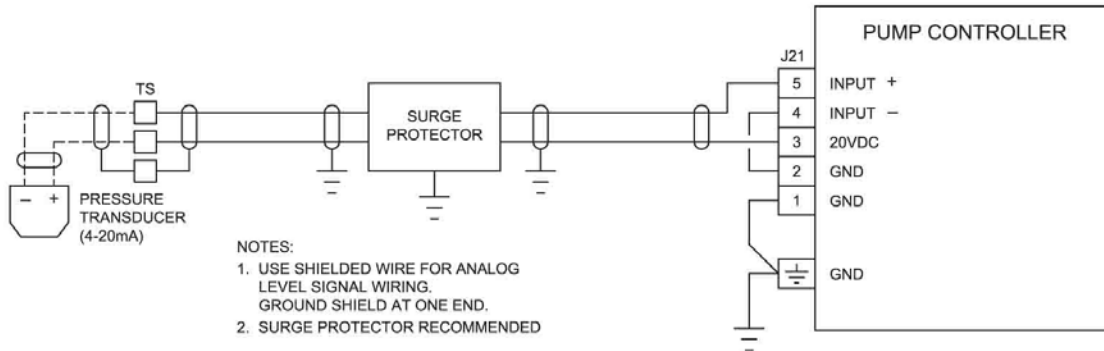 PUMP CONTROLLER
J21
5 INPUT +
4 INPUT −
3 20VDC
2 GND
1 GND
GND
TS
SURGE
PROTECTOR
− +
PRESSURE
TRANSDUCER
(4-20mA)
NOTES:
1. USE SHIELDED WIRE FOR ANALOG
LEVEL SIGNAL WIRING.
GROUND SHIELD AT ONE END.
2. SURGE PROTECTOR RECOMMENDED